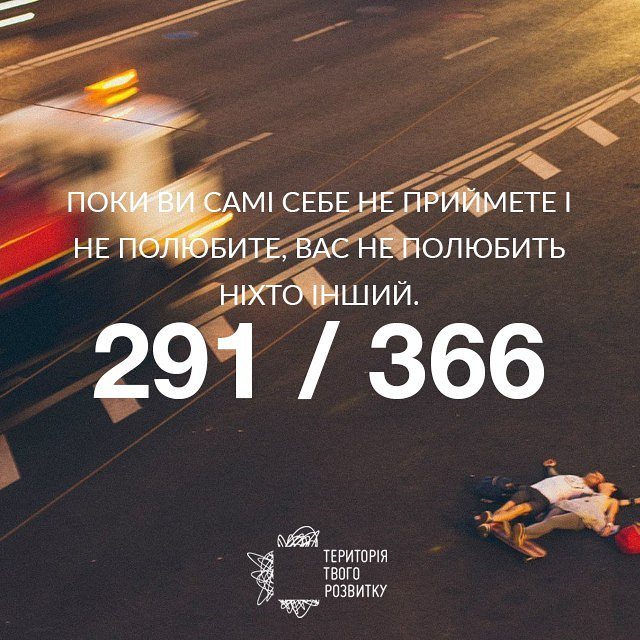 ПОКИ ВИ САМІ СЕБЕ НЕ ПРИЙМЕТЕ І
НЕ ПОЛЮБИТЕ, ВАС НЕ ПОЛЮБИТЬ
НІХТО ІНШИЙ.
291 / 366
ТЕРИТОРІЯ
ТВОГО
РОЗВИТКУ